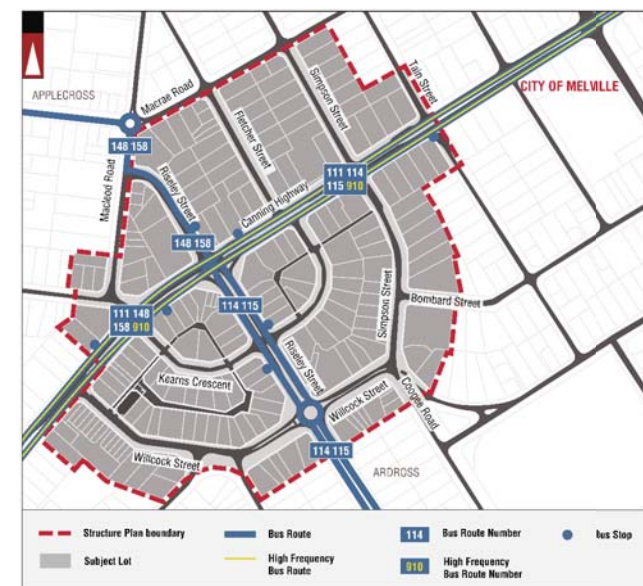 APPLECROSS
Macrae Road
Simpson Street
Tain Street
CITY OF MELVILLE
Fletcher Street
148 158
Macleod Road
Riseley Street
Canning Highway
111 114
115 910
148 158
114 115
111 148
158 910
Simpson Street
Bombard Street
Riseley Street
Kearns Crescent
Willcock Street
Coogee Road
Willcock Street
114 115
ARDROSS
Structure Plan boundary
Bus Route
114
Bus Route Number
bus Stop
Subject Lot
High Frequency
Bus Route
910
High Frequency
Bus Route Number